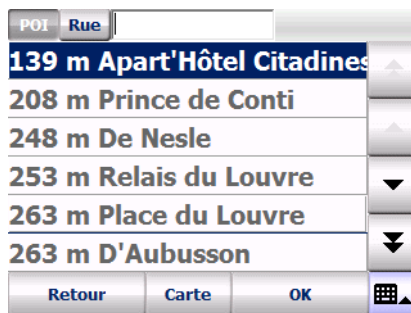 POI Rue
139 m Apart'Hôtel Citadines
208 m Prince de Conti
248 m De Nesle
253 m Relais du Louvre
263 m Place du Louvre
263 m D'Aubusson
Retour Carte OK